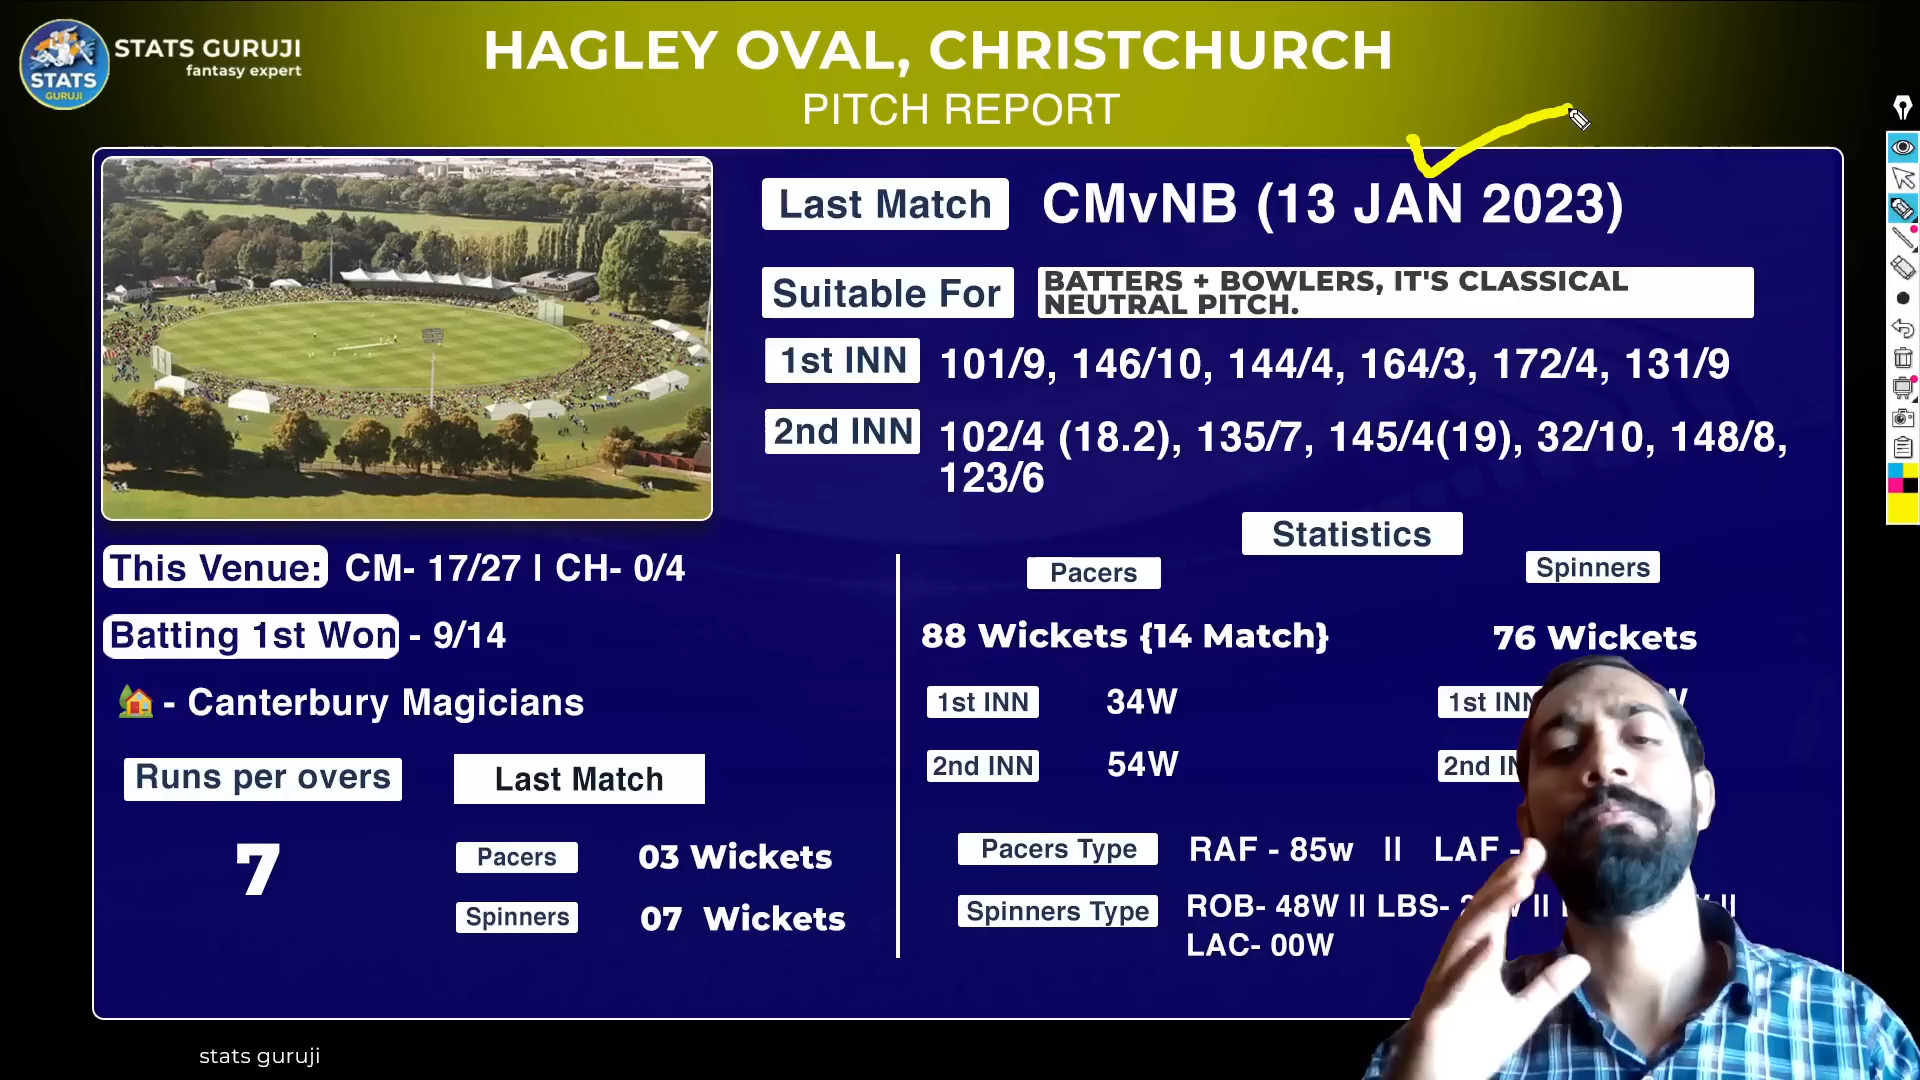 STATS GURUJI
fantasy expert
STATS
GURUJI
HAGLEY OVAL, CHRISTCHURCH
PITCH REPORT
Last Match CMvNB (13 JAN 2023)
Suitable For BATTERS + BOWLERS, IT'S CLASSICAL
NEUTRAL PITCH.
1st INN 101/9, 146/10, 144/4, 164/3, 172/4, 131/9
2nd INN 102/4 (18.2), 135/7, 145/4(19), 32/10, 148/8,
123/6
This Venue: CM- 17/27 | CH- 0/4
Batting 1st Won - 9/14
- Canterbury Magicians
Runs per overs
7
Last Match
Pacers 03 Wickets
Spinners 07 Wickets
Statistics
Pacers
88 Wickets {14 Match}
1st INN 34W
2nd INN 54W
Spinners
76 Wickets
1st INN
2nd
Pacers Type RAF - 85w || LAF -
Spinners Type ROB- 48W || LBS- ||
LAC- 00W
stats guruji